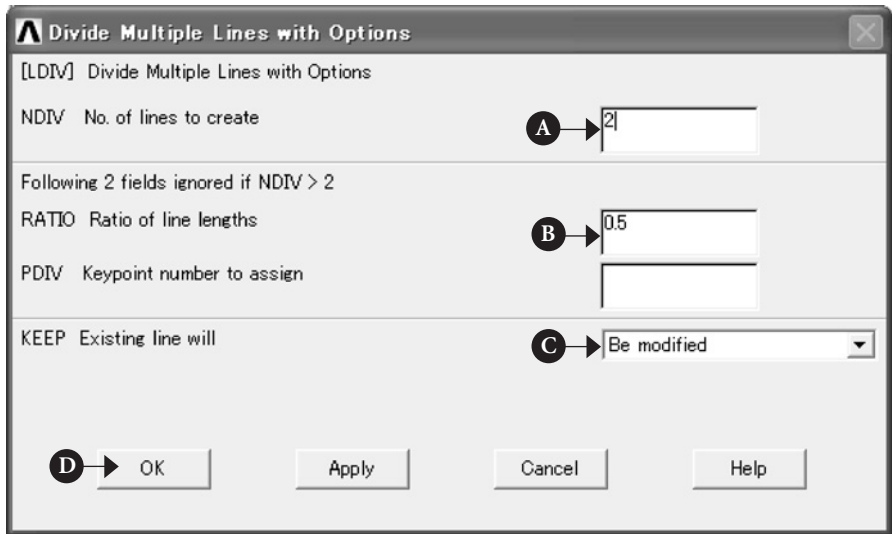 Divide Multiple Lines with Options
[LDIV] Divide Multiple Lines with Options
NDIV No. of lines to create
A
2
Following 2 fields ignored if NDIV > 2
RATIO Ratio of line lengths
B
0.5
PDIV Keypoint number to assign
KEEP Existing line will
C
Be modified
D
OK Apply Cancel Help